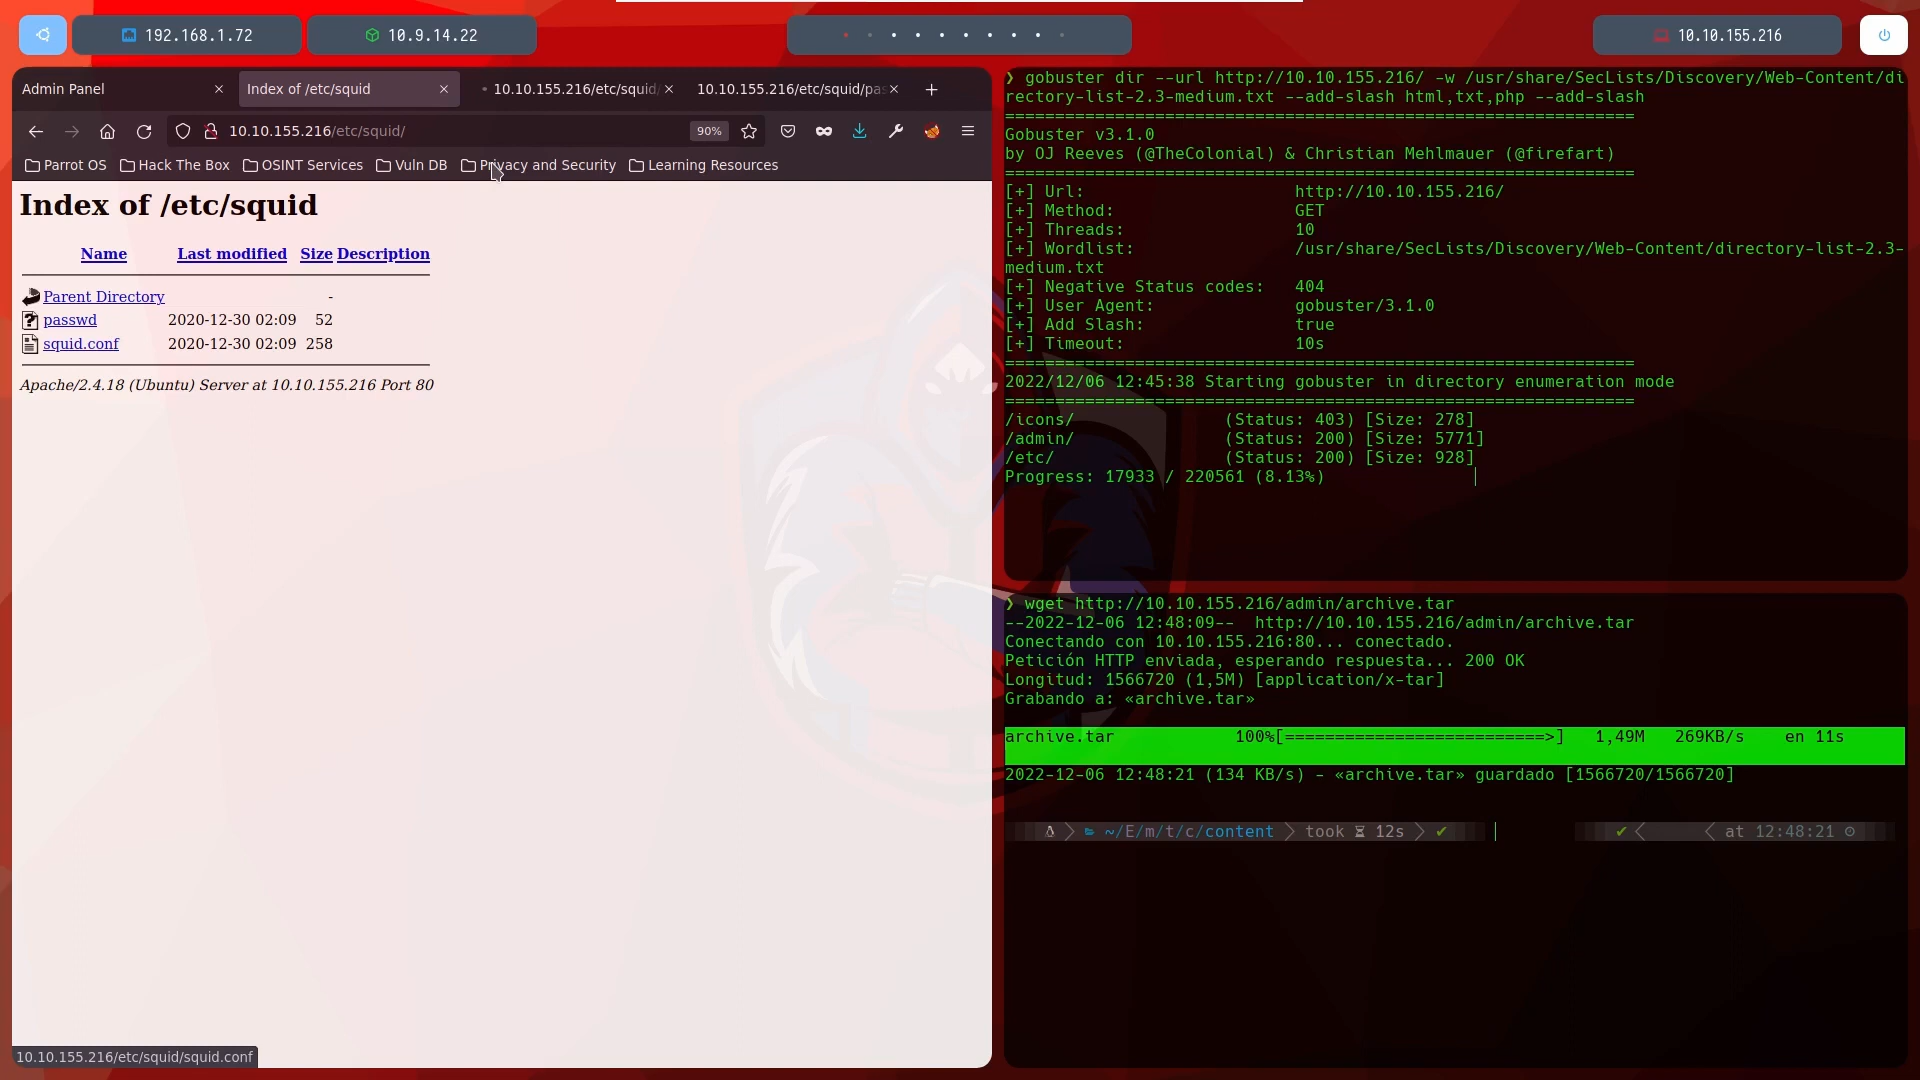 192.168.1.72
10.9.14.22
10.10.155.216
Admin Panel
Index of /etc/squid
10.10.155.216/etc/squid/
10.10.155.216/etc/squid/pas
10.10.155.216/etc/squid/
90%
Parrot OS
Hack The Box
OSINT Services
Vuln DB
Privacy and Security
Learning Resources
Index of /etc/squid
Name Last modified Size Description
Parent Directory -
passwd 2020-12-30 02:09 52
squid.conf 2020-12-30 02:09 258
Apache/2.4.18 (Ubuntu) Server at 10.10.155.216 Port 80
10.10.155.216/etc/squid/squid.conf
❯ gobuster dir --url http://10.10.155.216/ -w /usr/share/SecLists/Discovery/Web-Content/di
rectory-list-2.3-medium.txt --add-slash html,txt,php --add-slash
===============================================================
Gobuster v3.1.0
by OJ Reeves (@TheColonial) & Christian Mehlmauer (@firefart)
===============================================================
[+] Url: http://10.10.155.216/
[+] Method: GET
[+] Threads: 10
[+] Wordlist: /usr/share/SecLists/Discovery/Web-Content/directory-list-2.3-
medium.txt
[+] Negative Status codes: 404
[+] User Agent: gobuster/3.1.0
[+] Add Slash: true
[+] Timeout: 10s
===============================================================
2022/12/06 12:45:38 Starting gobuster in directory enumeration mode
===============================================================
/icons/ (Status: 403) [Size: 278]
/admin/ (Status: 200) [Size: 5771]
/etc/ (Status: 200) [Size: 928]
Progress: 17933 / 220561 (8.13%)
❯ wget http://10.10.155.216/admin/archive.tar
--2022-12-06 12:48:09-- http://10.10.155.216/admin/archive.tar
Conectando con 10.10.155.216:80... conectado.
Petición HTTP enviada, esperando respuesta... 200 OK
Longitud: 1566720 (1,5M) [application/x-tar]
Grabando a: «archive.tar»
archive.tar 100%[==========================>] 1,49M 269KB/s en 11s
2022-12-06 12:48:21 (134 KB/s) - «archive.tar» guardado [1566720/1566720]
~/E/m/t/c/content took 12s ✔ ✔ at 12:48:21